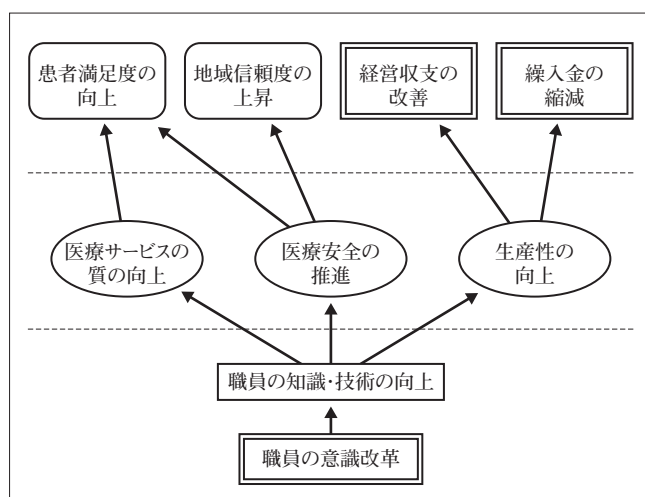 患者満足度の
向上
地域信頼度の
上昇
経営収支の
改善
繰入金の
縮減
医療サービスの
質の向上
医療安全の
推進
生産性の
向上
職員の知識・技術の向上
職員の意識改革